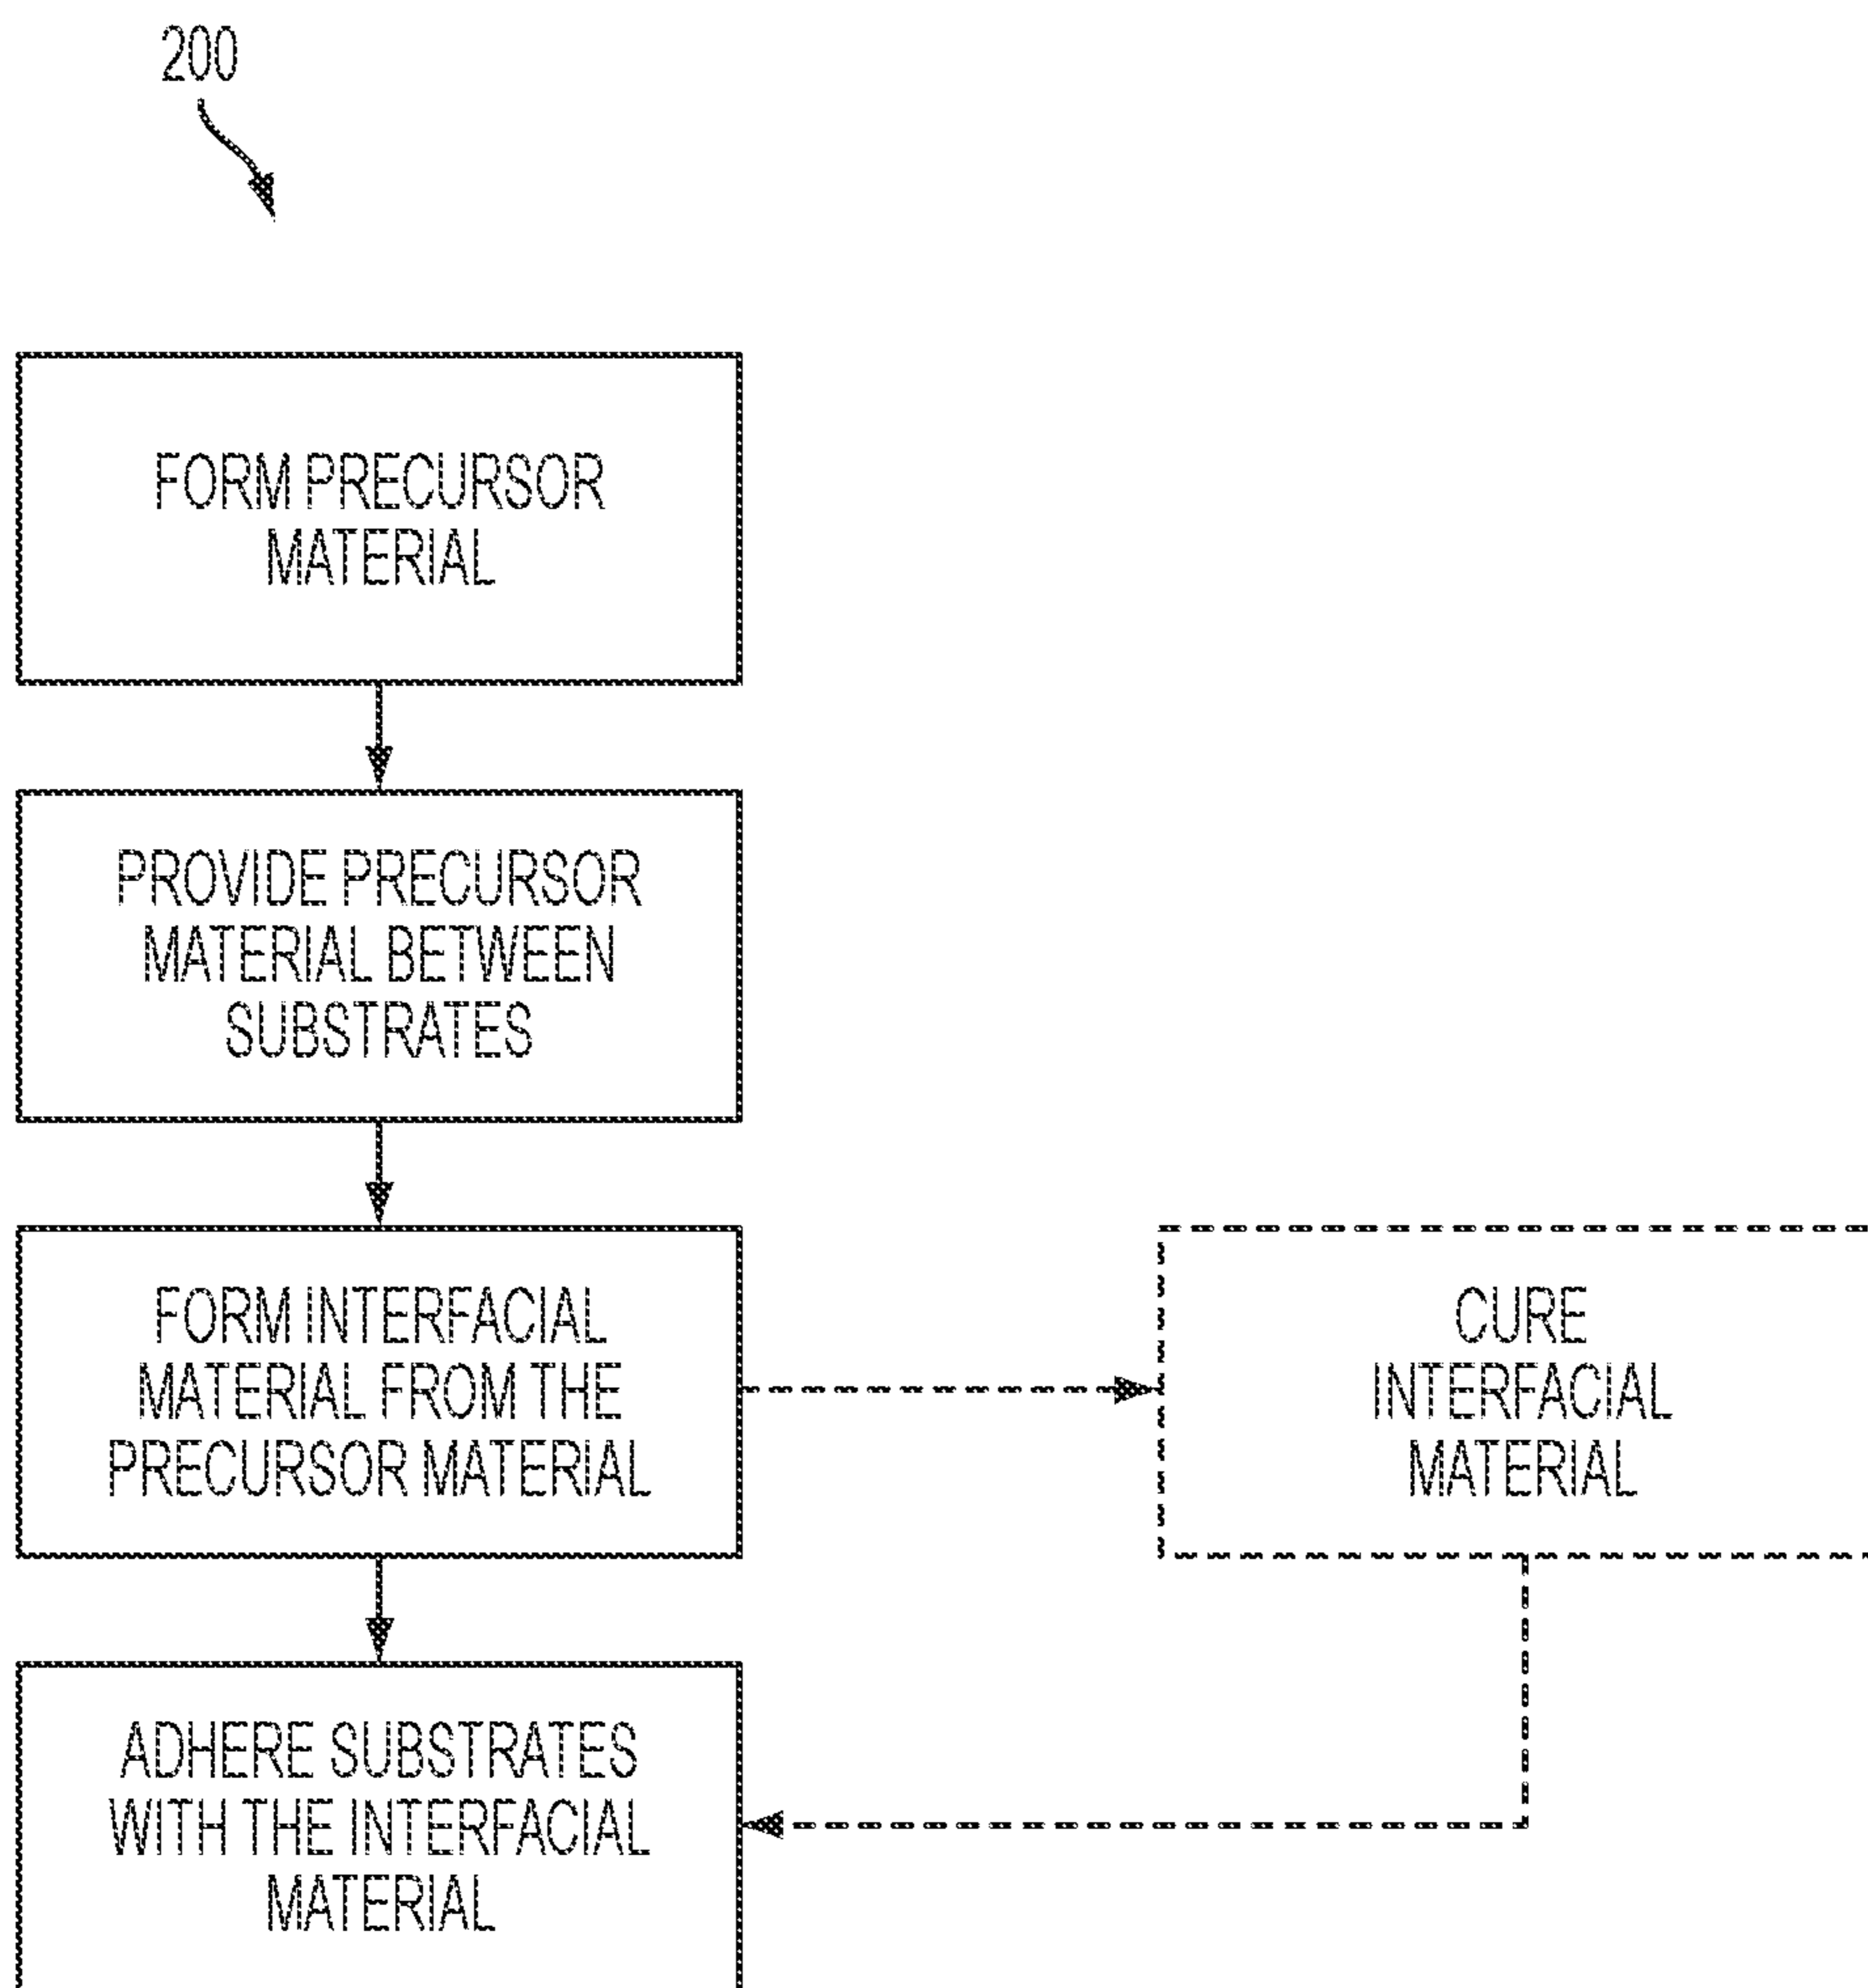 200
FORM PRECURSOR
MATERIAL
PROVIDE PRECURSOR
MATERIAL BETWEEN
SUBSTRATES
FORM INTERFACIAL
MATERIAL FROM THE
PRECURSOR MATERIAL
CURE
INTERFACIAL
MATERIAL
ADHERE SUBSTRATES
WITH THE INTERFACIAL
MATERIAL